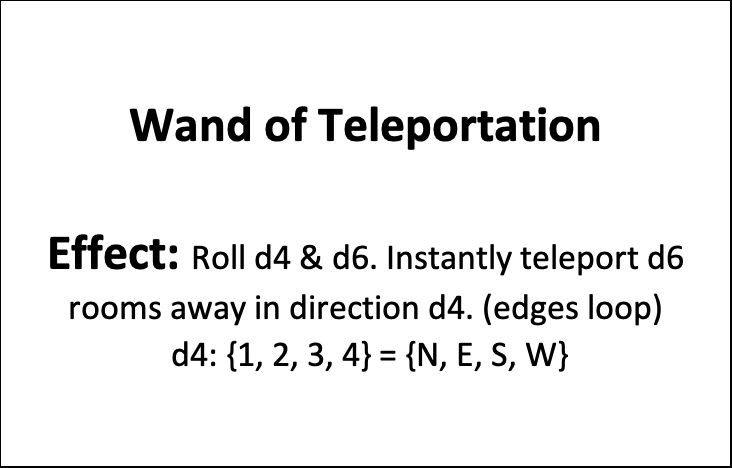 Wand of Teleportation
Effect: Roll d4 & d6. Instantly teleport d6
rooms away in direction d4. (edges loop)
d4: {1, 2, 3, 4} = {N, E, S, W}